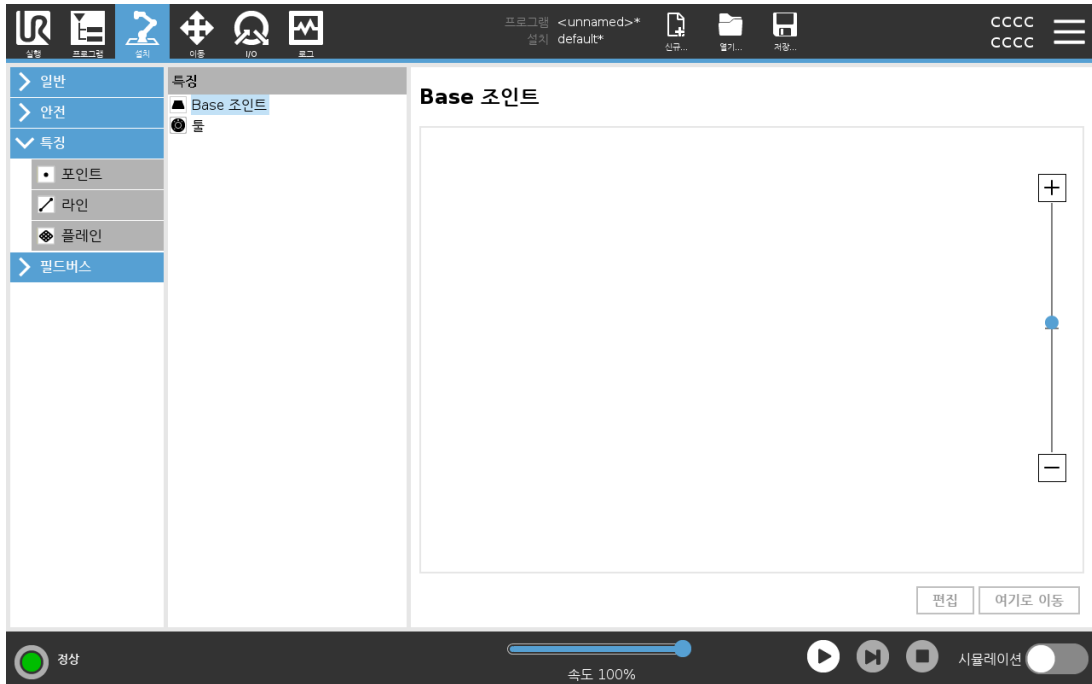 UR
실행
프로그램
설치
이동
I/O
로그
프로그램 <unnamed>*
설치 default*
신규...
열기...
저장...
CCCC
CCCC
일반
안전
특징
포인트
라인
플레인
필드버스
특징
Base 조인트
툴
Base 조인트
편집
여기로 이동
정상
속도 100%
시뮬레이션